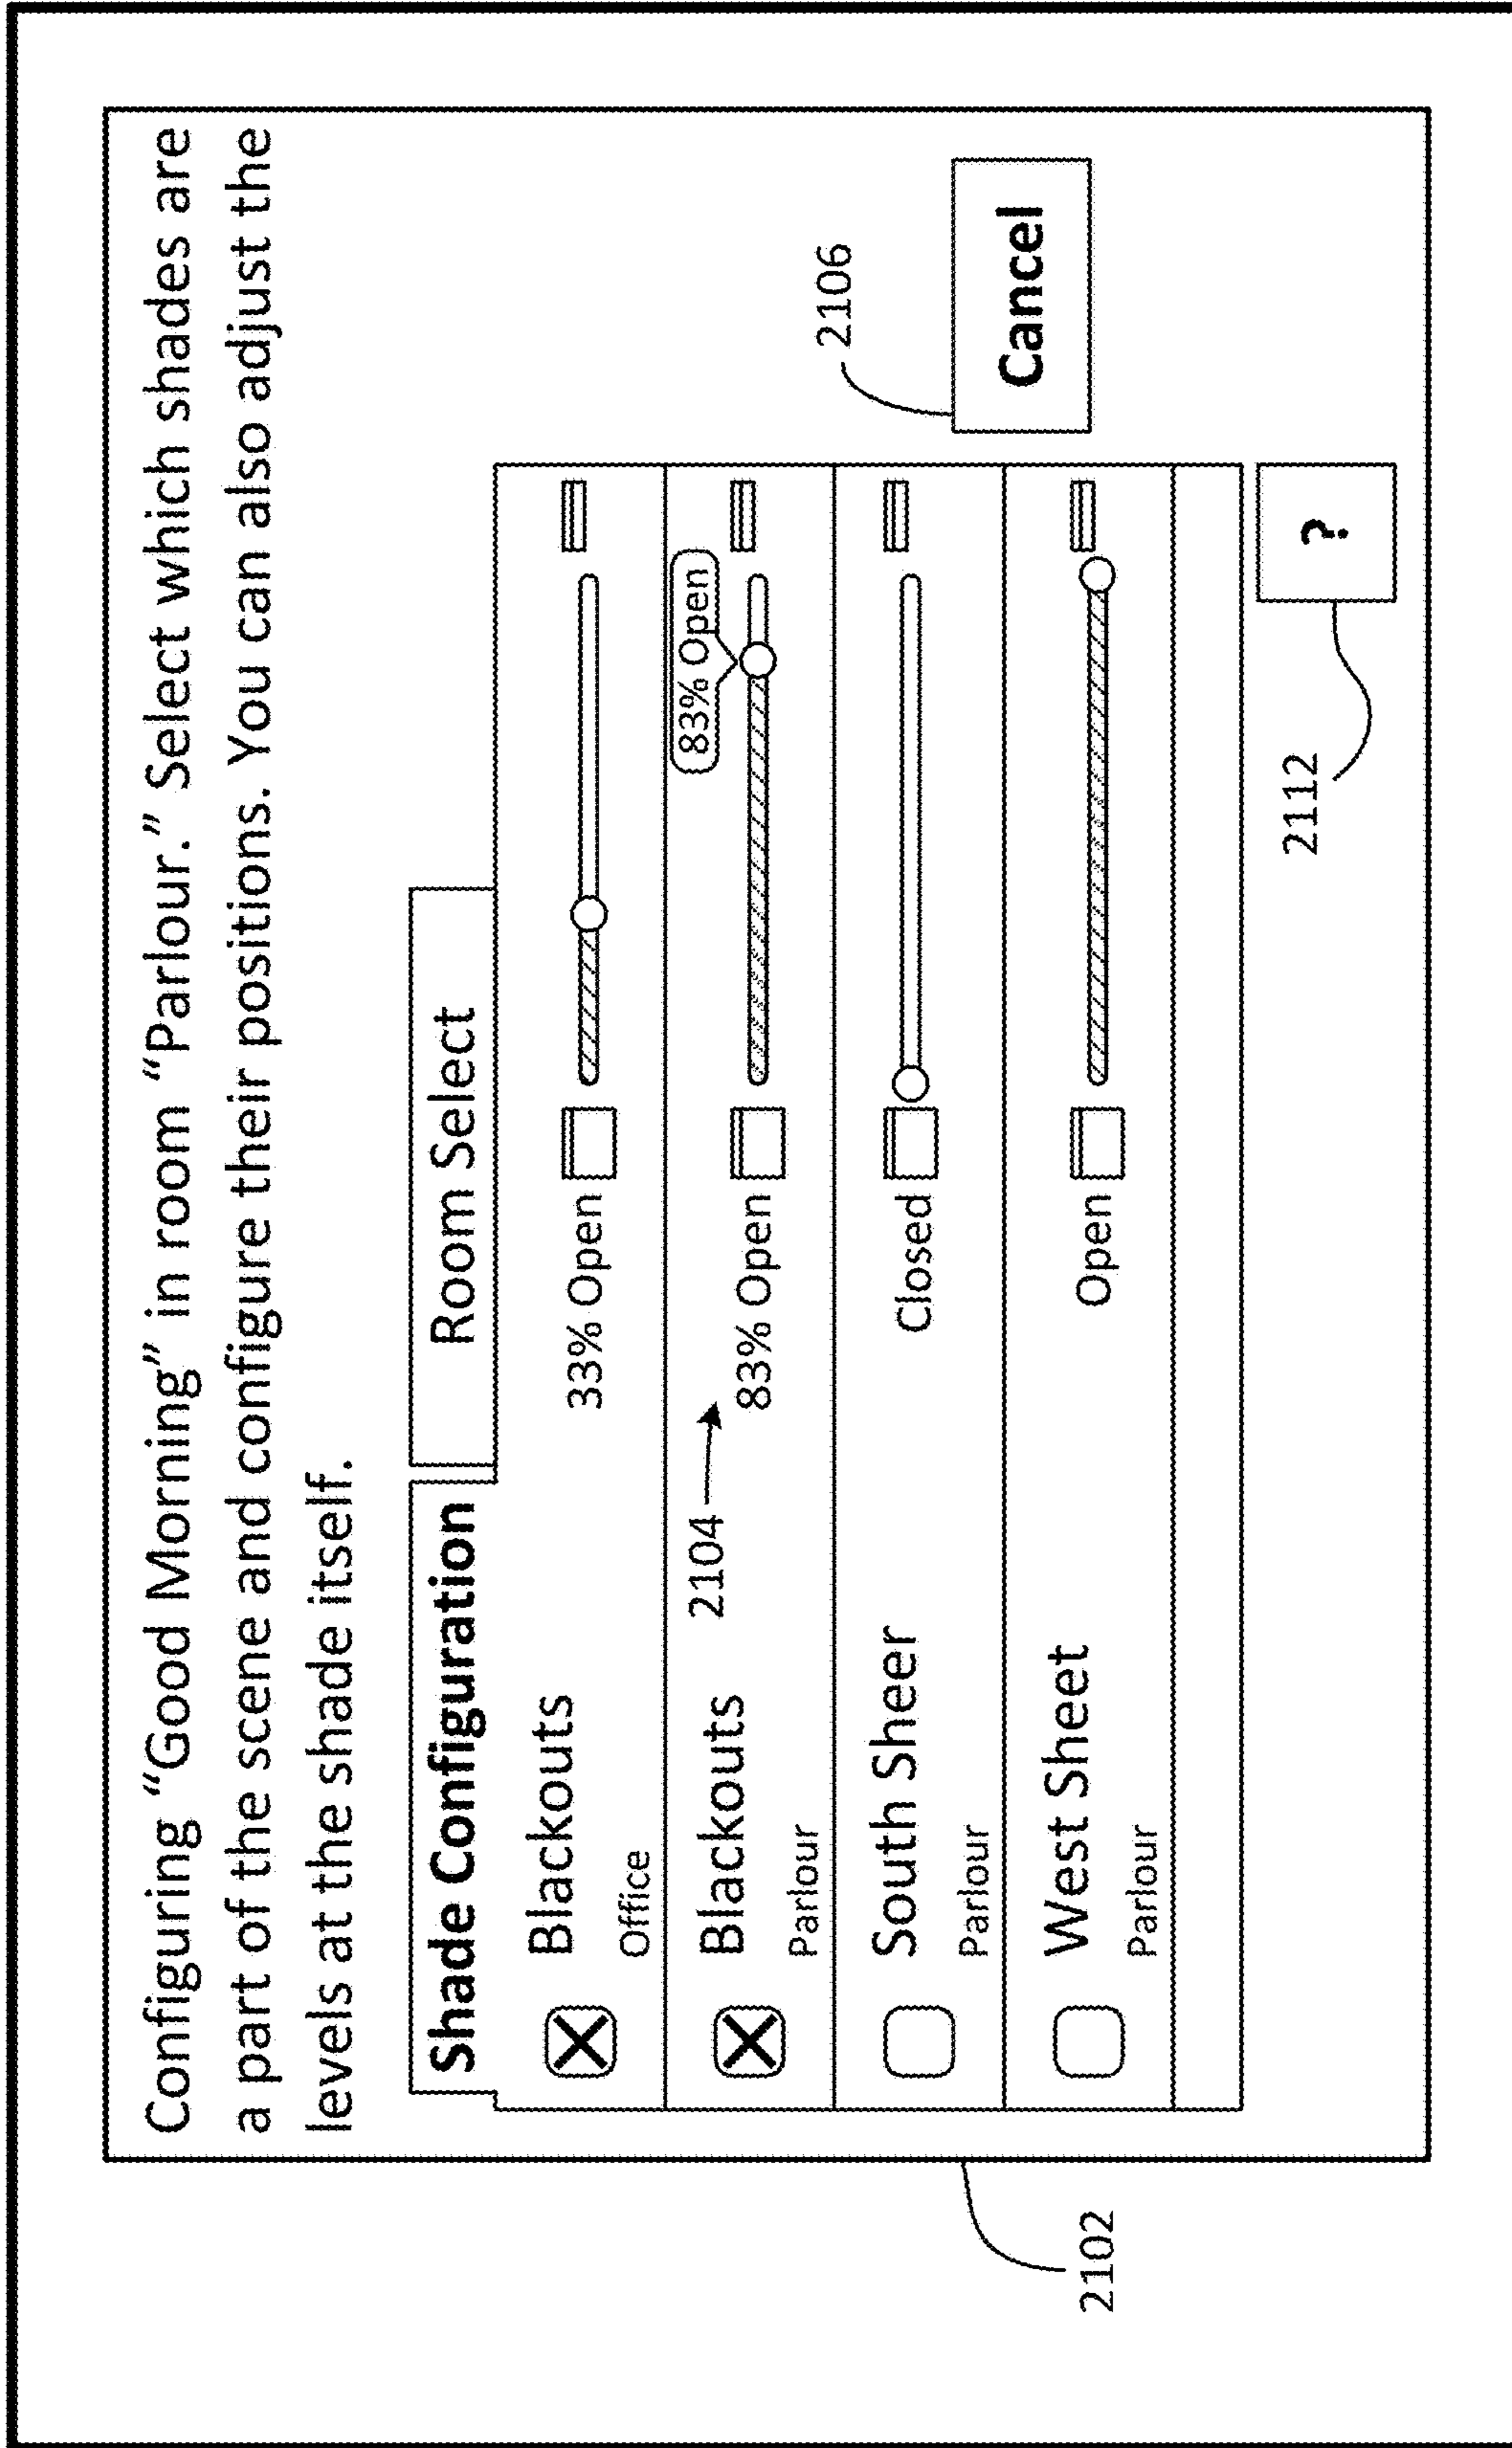 Configuring “Good Morning” in room “Parlour.” Select which shades are
a part of the scene and configure their positions. You can also adjust the
levels at the shade itself.
Shade Configuration
Room Select
Blackouts
Office
33% Open
2104
Blackouts
Parlour
83% Open
83% Open
South Sheer
Parlour
Closed
West Sheet
Parlour
Open
2106
Cancel
?
2112
2102